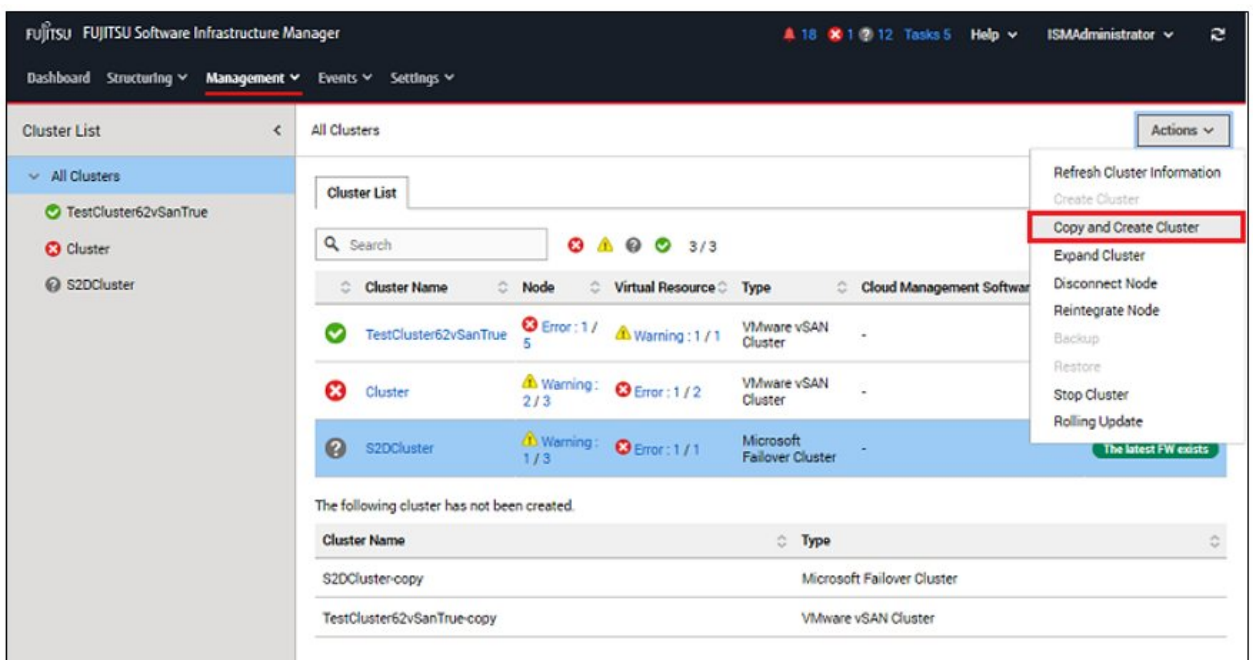 FUJITSU FUJITSU Software Infrastructure Manager
18 1 12 Tasks 5 Help ISMAdministrator
Dashboard Structuring Management Events Settings
Cluster List
All Clusters
TestCluster62vSanTrue
Cluster
S2DCluster
All Clusters
Actions
Refresh Cluster Information
Create Cluster
Copy and Create Cluster
Expand Cluster
Disconnect Node
Reintegrate Node
Backup
Restore
Stop Cluster
Rolling Update
Cluster List
Search 3 / 3
Cluster Name Node Virtual Resource Type Cloud Management Softwar
TestCluster62vSanTrue Error : 1 / 5 Warning : 1 / 1 VMware vSAN Cluster -
Cluster Warning : 2 / 3 Error : 1 / 2 VMware vSAN Cluster -
S2DCluster Warning : 1 / 3 Error : 1 / 1 Microsoft Failover Cluster - The latest FW exists
The following cluster has not been created.
Cluster Name Type
S2DCluster-copy Microsoft Failover Cluster
TestCluster62vSanTrue-copy VMware vSAN Cluster